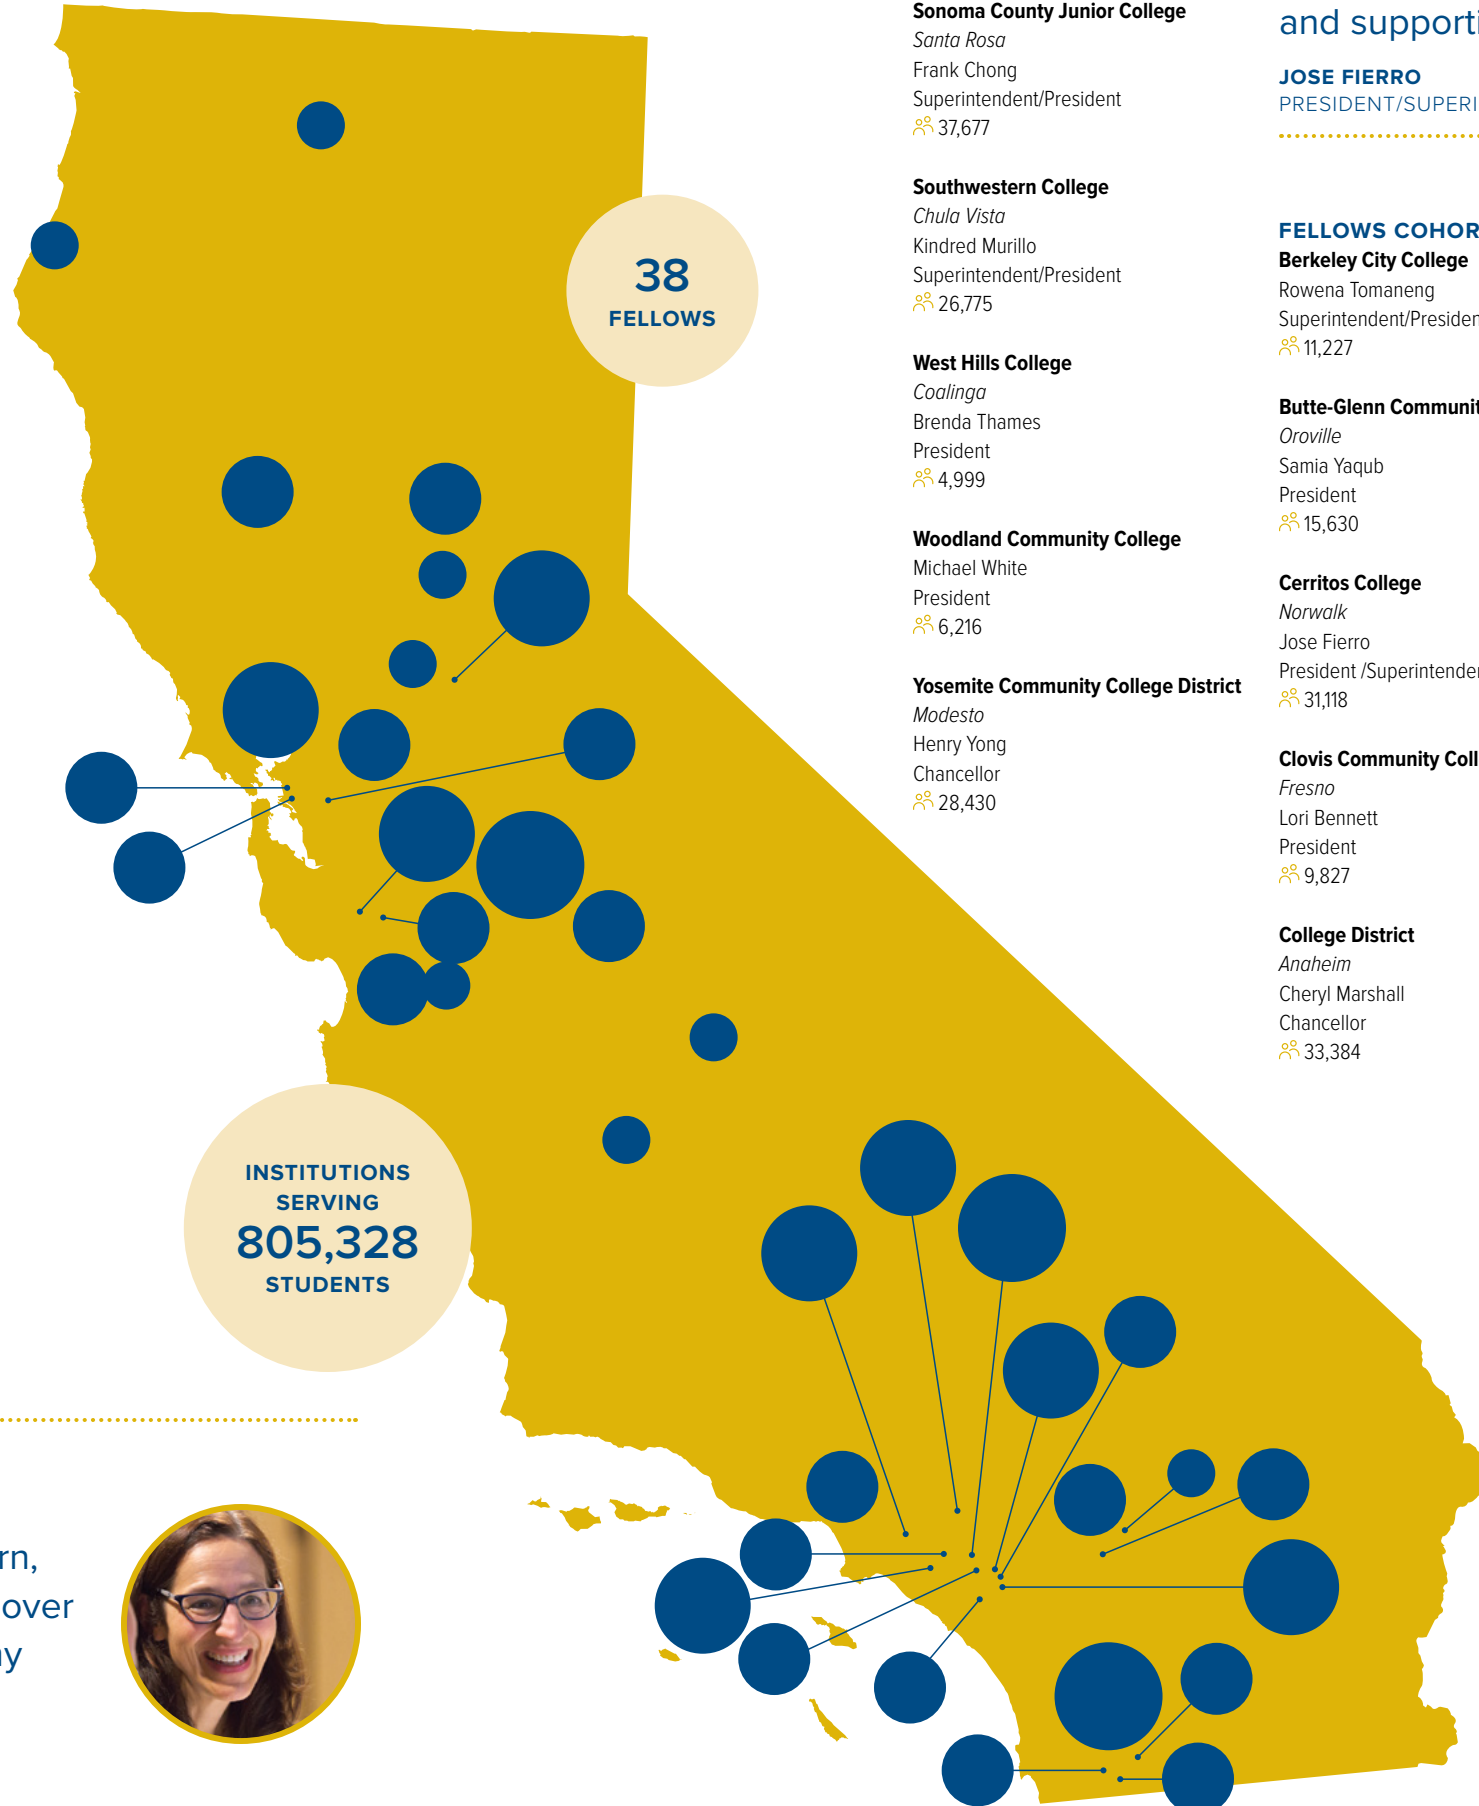 38
FELLOWS
INSTITUTIONS
SERVING
805,328
STUDENTS
rn,
over
Sonoma County Junior College
Santa Rosa
Frank Chong
Superintendent/President
37,677
Southwestern College
Chula Vista
Kindred Murillo
Superintendent/President
26,775
West Hills College
Coalinga
Brenda Thames
President
4,999
Woodland Community College
Michael White
President
6,216
Yosemite Community College District
Modesto
Henry Yong
Chancellor
28,430
and supporti
JOSE FIERRO
PRESIDENT/SUPERI
FELLOWS COHOR
Berkeley City College
Rowena Tomaneng
Superintendent/Presiden
11,227
Butte-Glenn Communit
Oroville
Samia Yaqub
President
15,630
Cerritos College
Norwalk
Jose Fierro
President /Superintende
31,118
Clovis Community Coll
Fresno
Lori Bennett
President
9,827
College District
Anaheim
Cheryl Marshall
Chancellor
33,384